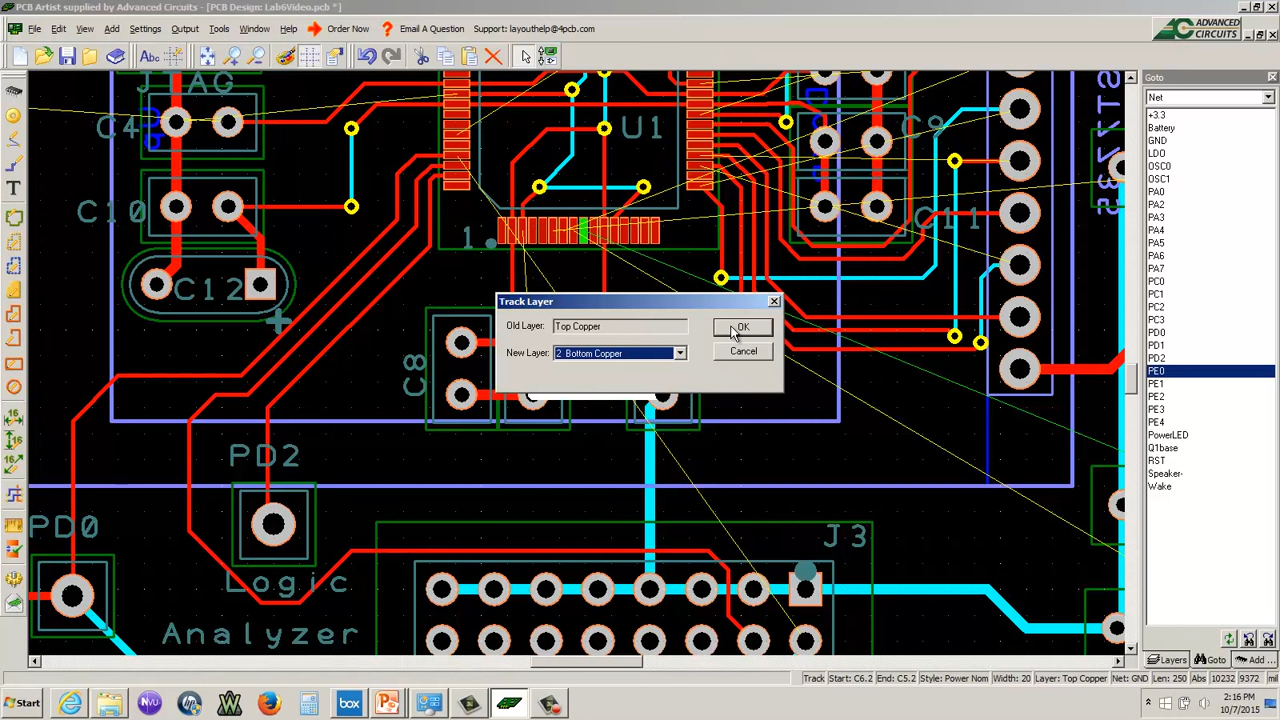 PCB Artist supplied by Advanced Circuits - [PCB Design: Lab6Video.pcb *]
File Edit View Add Settings Output Tools Window Help Order Now Email A Question: layouthelp@4pcb.com
ADVANCED
CIRCUITS
Abc
Goto
Net
+3.3
Battery
GND
LDO
OSC0
OSC1
PA0
PA2
PA3
PA4
PA5
PA6
PA7
PC0
PC1
PC2
PC3
PD0
PD1
PD2
PE0
PE1
PE2
PE3
PE4
PowerLED
Q1base
RST
Speaker-
Wake
Layers Goto Add ...
JTAG
C4
U1
C9
C10
C11
1
C12
C8
PD2
PD0
J3
Logic
Analyzer
Track Layer
Old Layer: Top Copper OK
New Layer: 2 Bottom Copper Cancel
Track Start: C6.2 End: C5.2 Style: Power Nom Width: 20 Layer: Top Copper Net: GND Len: 250 Abs 10232 9372 mil
Start
NVU
hp
W
box
2:16 PM
10/7/2015